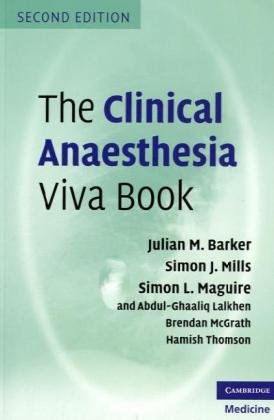 SECOND EDITION
The Clinical
Anaesthesia
Viva Book
Julian M. Barker
Simon J. Mills
Simon L. Maguire
and Abdul-Ghaaliq Lalkhen
Brendan McGrath
Hamish Thomson
CAMBRIDGE
Medicine